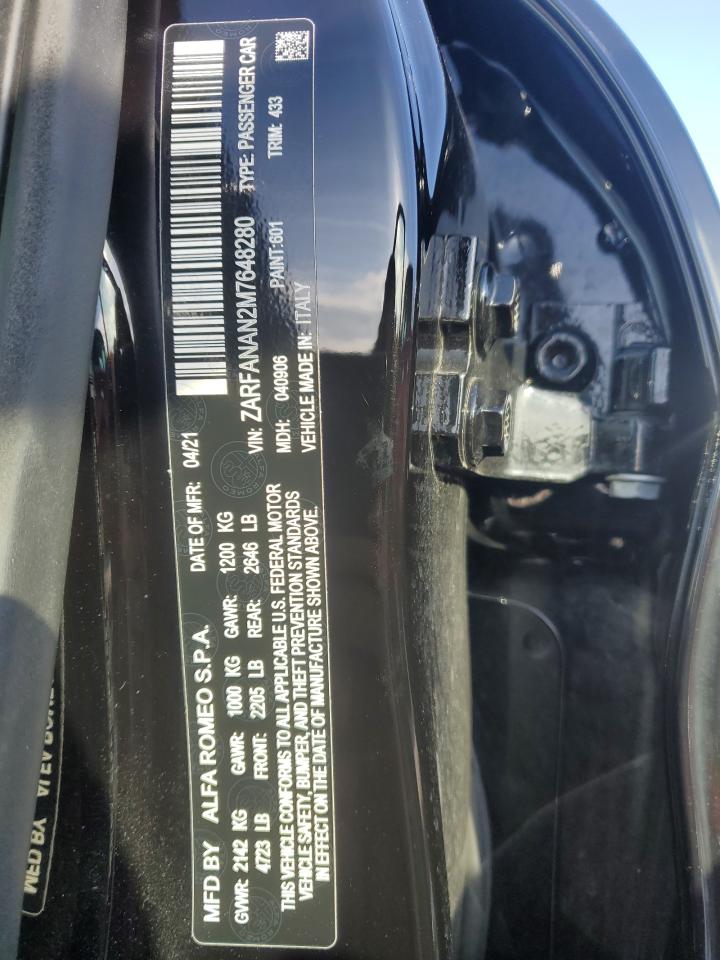 MFD BY ALFA ROMEO S.P.A. DATE OF MFR: 04/21
GVWR: 2142 KG GAWR: 1000 KG GAWR: 1200 KG
4723 LB FRONT: 2205 LB REAR: 2646 LB
THIS VEHICLE CONFORMS TO ALL APPLICABLE U.S. FEDERAL MOTOR
VEHICLE SAFETY, BUMPER, AND THEFT PREVENTION STANDARDS
IN EFFECT ON THE DATE OF MANUFACTURE SHOWN ABOVE.
VIN: ZARFANAN2M7648280 TYPE: PASSENGER CAR
MDH: 040906 PAINT:601 TRIM: 433
VEHICLE MADE IN: ITALY
MFD BY